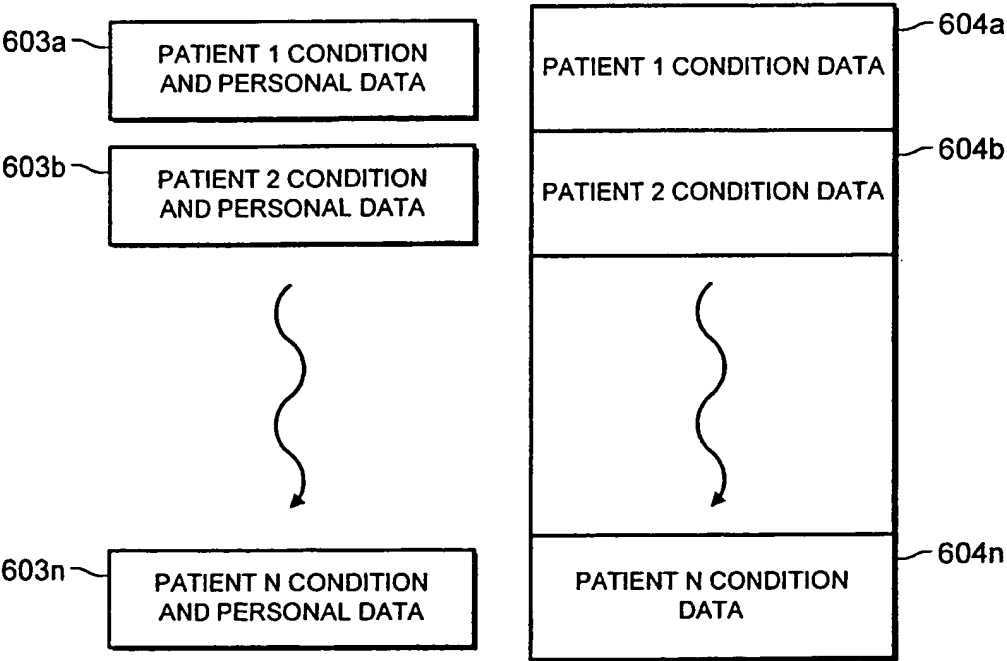 603a
PATIENT 1 CONDITION
AND PERSONAL DATA
603b
PATIENT 2 CONDITION
AND PERSONAL DATA
603n
PATIENT N CONDITION
AND PERSONAL DATA
604a
PATIENT 1 CONDITION DATA
604b
PATIENT 2 CONDITION DATA
604n
PATIENT N CONDITION
DATA